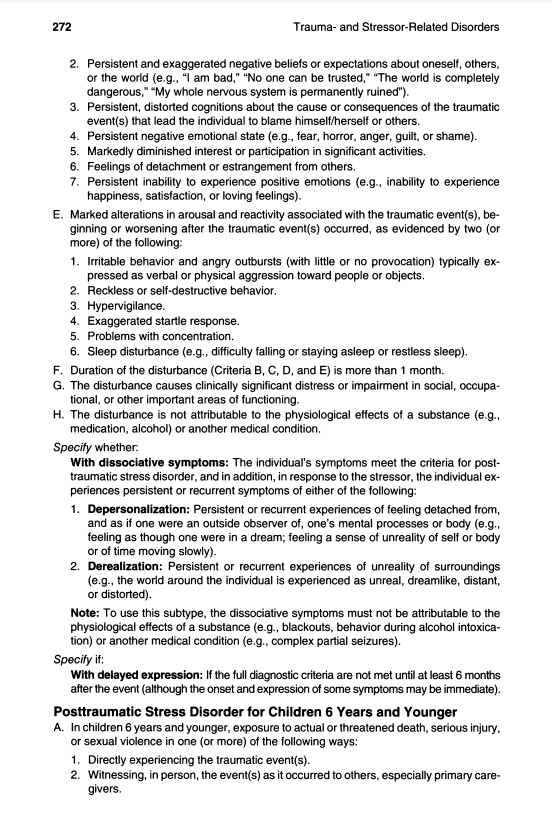 272
Trauma- and Stressor-Related Disorders
2. Persistent and exaggerated negative beliefs or expectations about oneself, others,
or the world (e.g., “I am bad,” “No one can be trusted,” “The world is completely
dangerous,” “My whole nervous system is permanently ruined”).
3. Persistent, distorted cognitions about the cause or consequences of the traumatic
event(s) that lead the individual to blame himself/herself or others.
4. Persistent negative emotional state (e.g., fear, horror, anger, guilt, or shame).
5. Markedly diminished interest or participation in significant activities.
6. Feelings of detachment or estrangement from others.
7. Persistent inability to experience positive emotions (e.g., inability to experience
happiness, satisfaction, or loving feelings).
E. Marked alterations in arousal and reactivity associated with the traumatic event(s), be-
ginning or worsening after the traumatic event(s) occurred, as evidenced by two (or
more) of the following:
1. Irritable behavior and angry outbursts (with little or no provocation) typically ex-
pressed as verbal or physical aggression toward people or objects.
2. Reckless or self-destructive behavior.
3. Hypervigilance.
4. Exaggerated startle response.
5. Problems with concentration.
6. Sleep disturbance (e.g., difficulty falling or staying asleep or restless sleep).
F. Duration of the disturbance (Criteria B, C, D, and E) is more than 1 month.
G. The disturbance causes clinically significant distress or impairment in social, occupa-
tional, or other important areas of functioning.
H. The disturbance is not attributable to the physiological effects of a substance (e.g.,
medication, alcohol) or another medical condition.
Specify whether:
With dissociative symptoms: The individual’s symptoms meet the criteria for post-
traumatic stress disorder, and in addition, in response to the stressor, the individual ex-
periences persistent or recurrent symptoms of either of the following:
1. Depersonalization: Persistent or recurrent experiences of feeling detached from,
and as if one were an outside observer of, one’s mental processes or body (e.g.,
feeling as though one were in a dream; feeling a sense of unreality of self or body
or of time moving slowly).
2. Derealization: Persistent or recurrent experiences of unreality of surroundings
(e.g., the world around the individual is experienced as unreal, dreamlike, distant,
or distorted).
Note: To use this subtype, the dissociative symptoms must not be attributable to the
physiological effects of a substance (e.g., blackouts, behavior during alcohol intoxica-
tion) or another medical condition (e.g., complex partial seizures).
Specify if:
With delayed expression: If the full diagnostic criteria are not met until at least 6 months
after the event (although the onset and expression of some symptoms may be immediate).
Posttraumatic Stress Disorder for Children 6 Years and Younger
A. In children 6 years and younger, exposure to actual or threatened death, serious injury,
or sexual violence in one (or more) of the following ways:
1. Directly experiencing the traumatic event(s).
2. Witnessing, in person, the event(s) as it occurred to others, especially primary care-
givers.